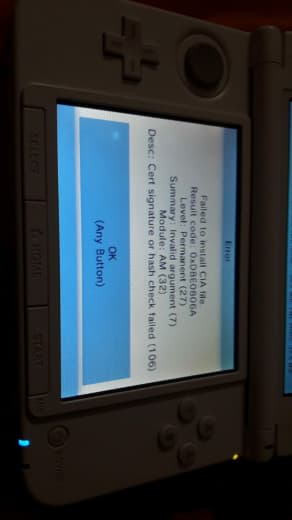 Error
Failed to install CIA file.
Result code: 0xD8E0806A
Level: Permanent (27)
Summary: Invalid argument (7)
Module: AM (32)
Desc: Cert signature or hash check failed (106)
OK
(Any Button)
SELECT
HOME
START
POWER